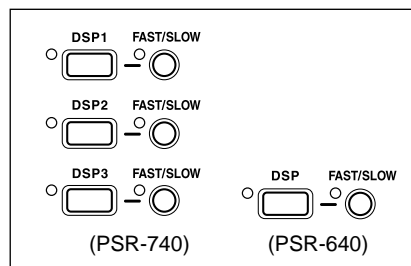 DSP1 FAST/SLOW
DSP2 FAST/SLOW
DSP3 FAST/SLOW
DSP FAST/SLOW
(PSR-740) (PSR-640)